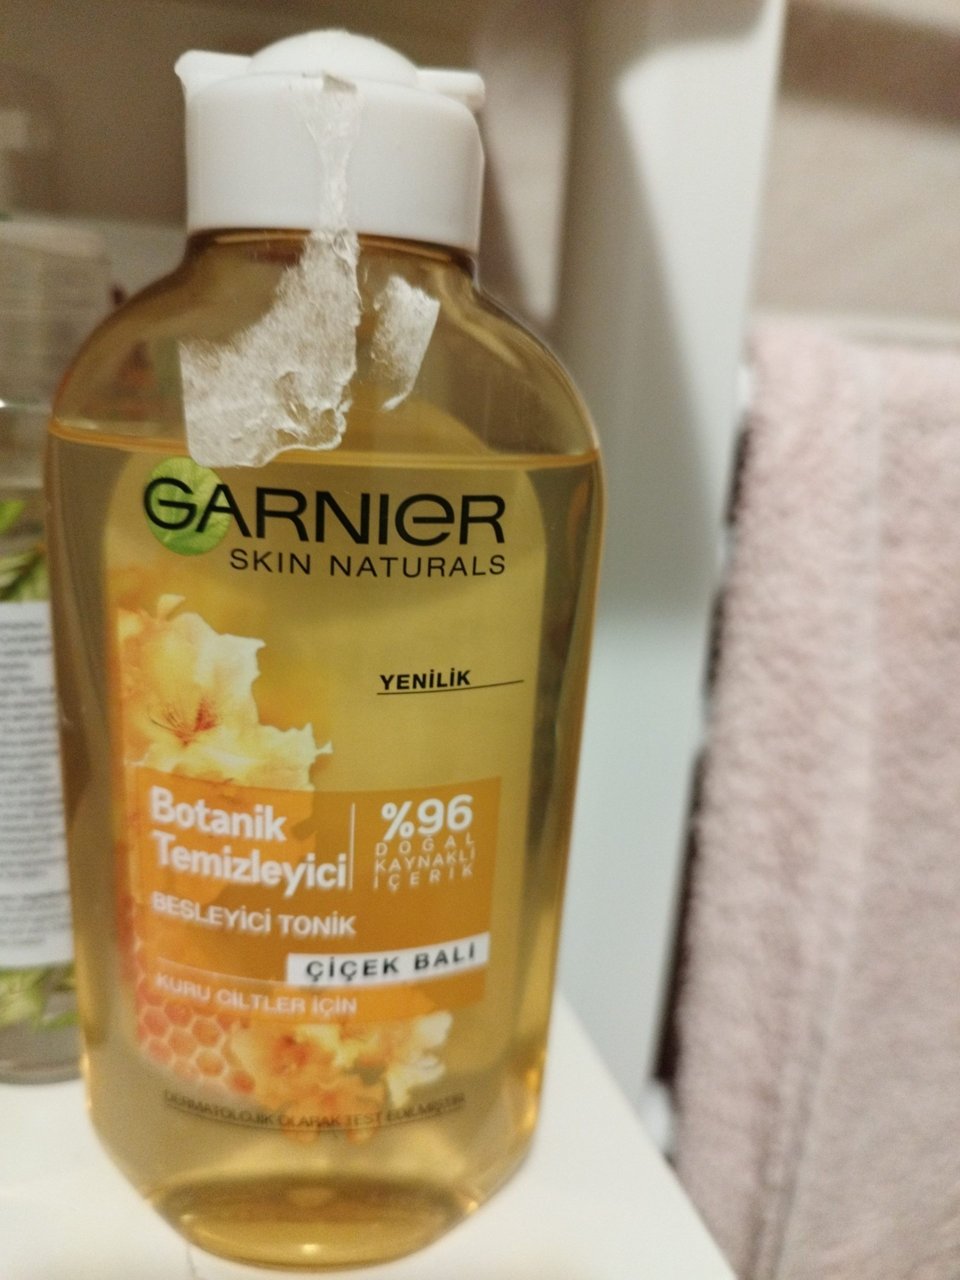 GARNIER
SKIN NATURALS
YENİLİK
Botanik
Temizleyici
%96
DOĞAL
KAYNAKLI
İÇERİK
BESLEYİCİ TONİK
ÇİÇEK BALI
KURU CİLTLER İÇİN
DERMATOLOJİK OLARAK TEST EDİLMİŞTİR